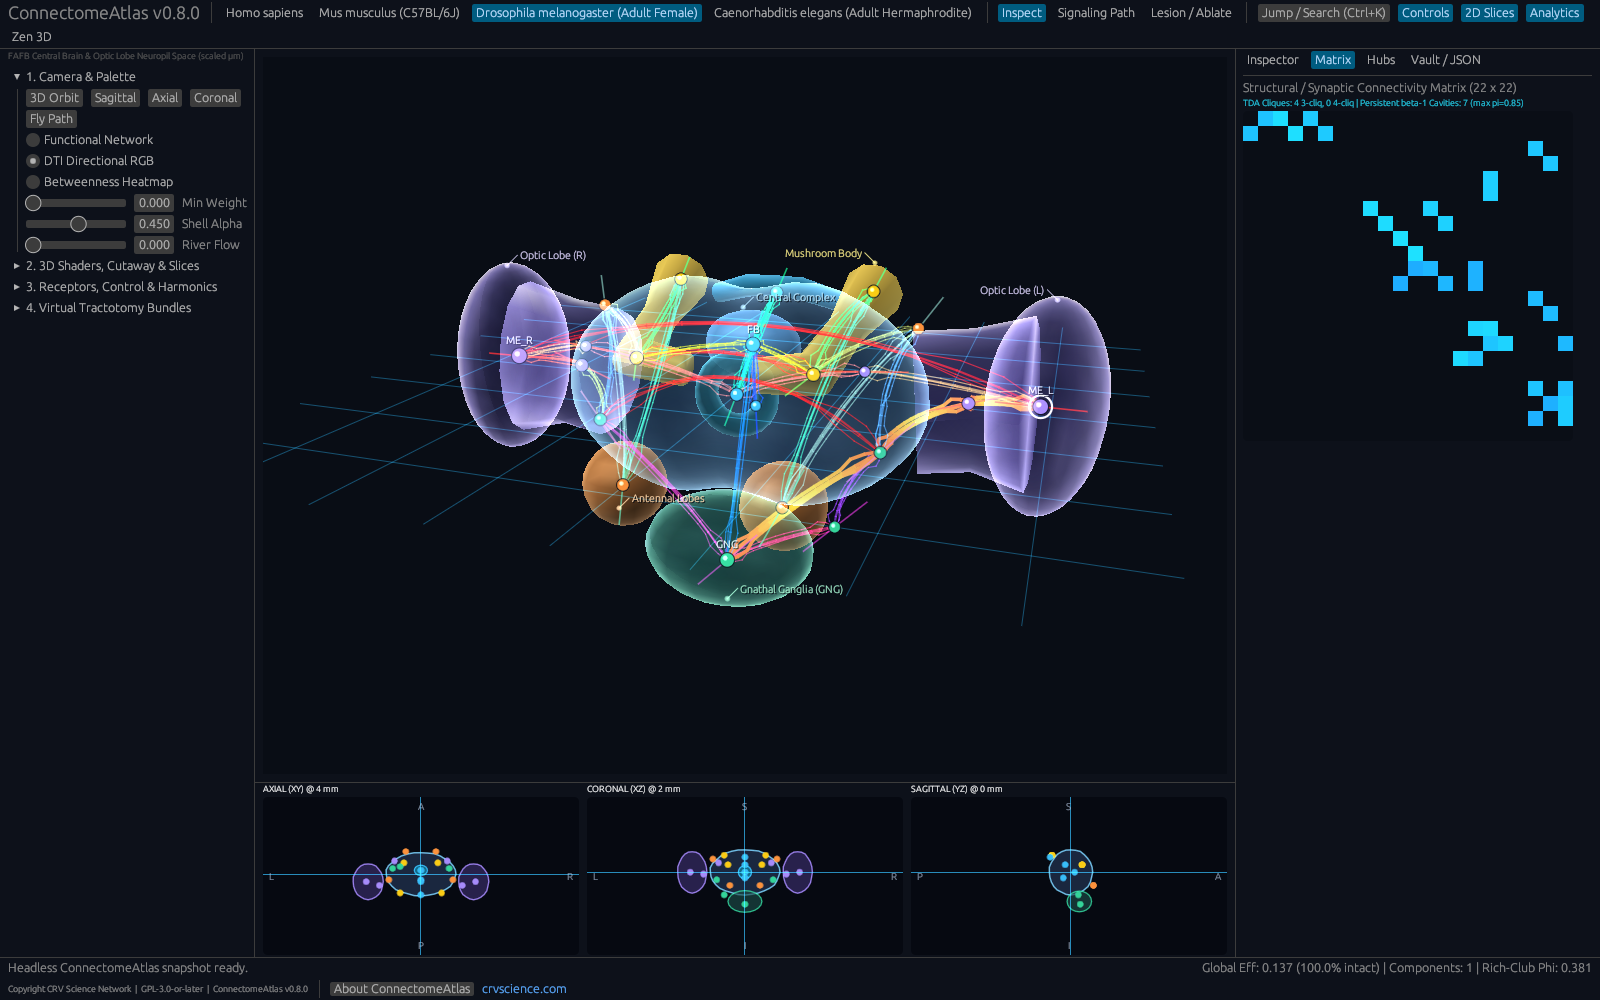 ConnectomeAtlas v0.8.0 Homo sapiens Mus musculus (C57BL/6J) Drosophila melanogaster (Adult Female) Caenorhabditis elegans (Adult Hermaphrodite) Inspect Signaling Path Lesion / Ablate Jump / Search (Ctrl+K) Controls 2D Slices Analytics
Zen 3D
FAFB Central Brain & Optic Lobe Neuropil Space (scaled µm)
▼ 1. Camera & Palette
3D Orbit Sagittal Axial Coronal
Fly Path
Functional Network
DTI Directional RGB
Betweenness Heatmap
0.000 Min Weight
0.450 Shell Alpha
0.000 River Flow
► 2. 3D Shaders, Cutaway & Slices
► 3. Receptors, Control & Harmonics
► 4. Virtual Tractotomy Bundles
Optic Lobe (R)
Mushroom Body
Optic Lobe (L)
Central Complex
FB
ME_R
ME_L
Antennal Lobes
GNG
Gnathal Ganglia (GNG)
Inspector Matrix Hubs Vault / JSON
Structural / Synaptic Connectivity Matrix (22 x 22)
TDA Cliques: 4 3-cliq, 0 4-cliq | Persistent beta-1 Cavities: 7 (max pi=0.85)
AXIAL (XY) @ 4 mm
A
L
R
P
CORONAL (XZ) @ 2 mm
S
L
R
I
SAGITTAL (YZ) @ 0 mm
S
P
A
I
Headless ConnectomeAtlas snapshot ready.
Global Eff: 0.137 (100.0% intact) | Components: 1 | Rich-Club Phi: 0.381
Copyright CRV Science Network | GPL-3.0-or-later | ConnectomeAtlas v0.8.0 About ConnectomeAtlas crvscience.com